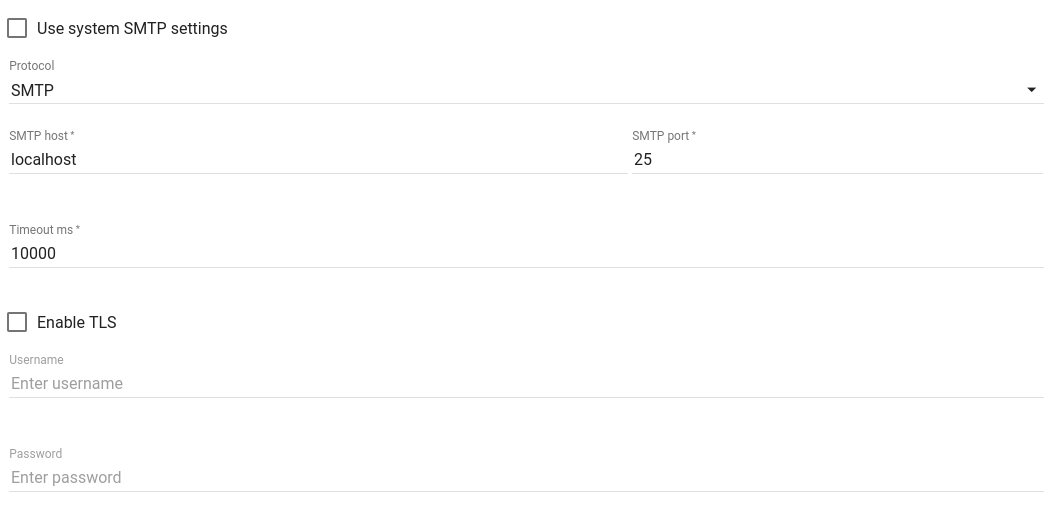 Use system SMTP settings
Protocol
SMTP
SMTP host *
localhost
SMTP port *
25
Timeout ms *
10000
Enable TLS
Username
Enter username
Password
Enter password